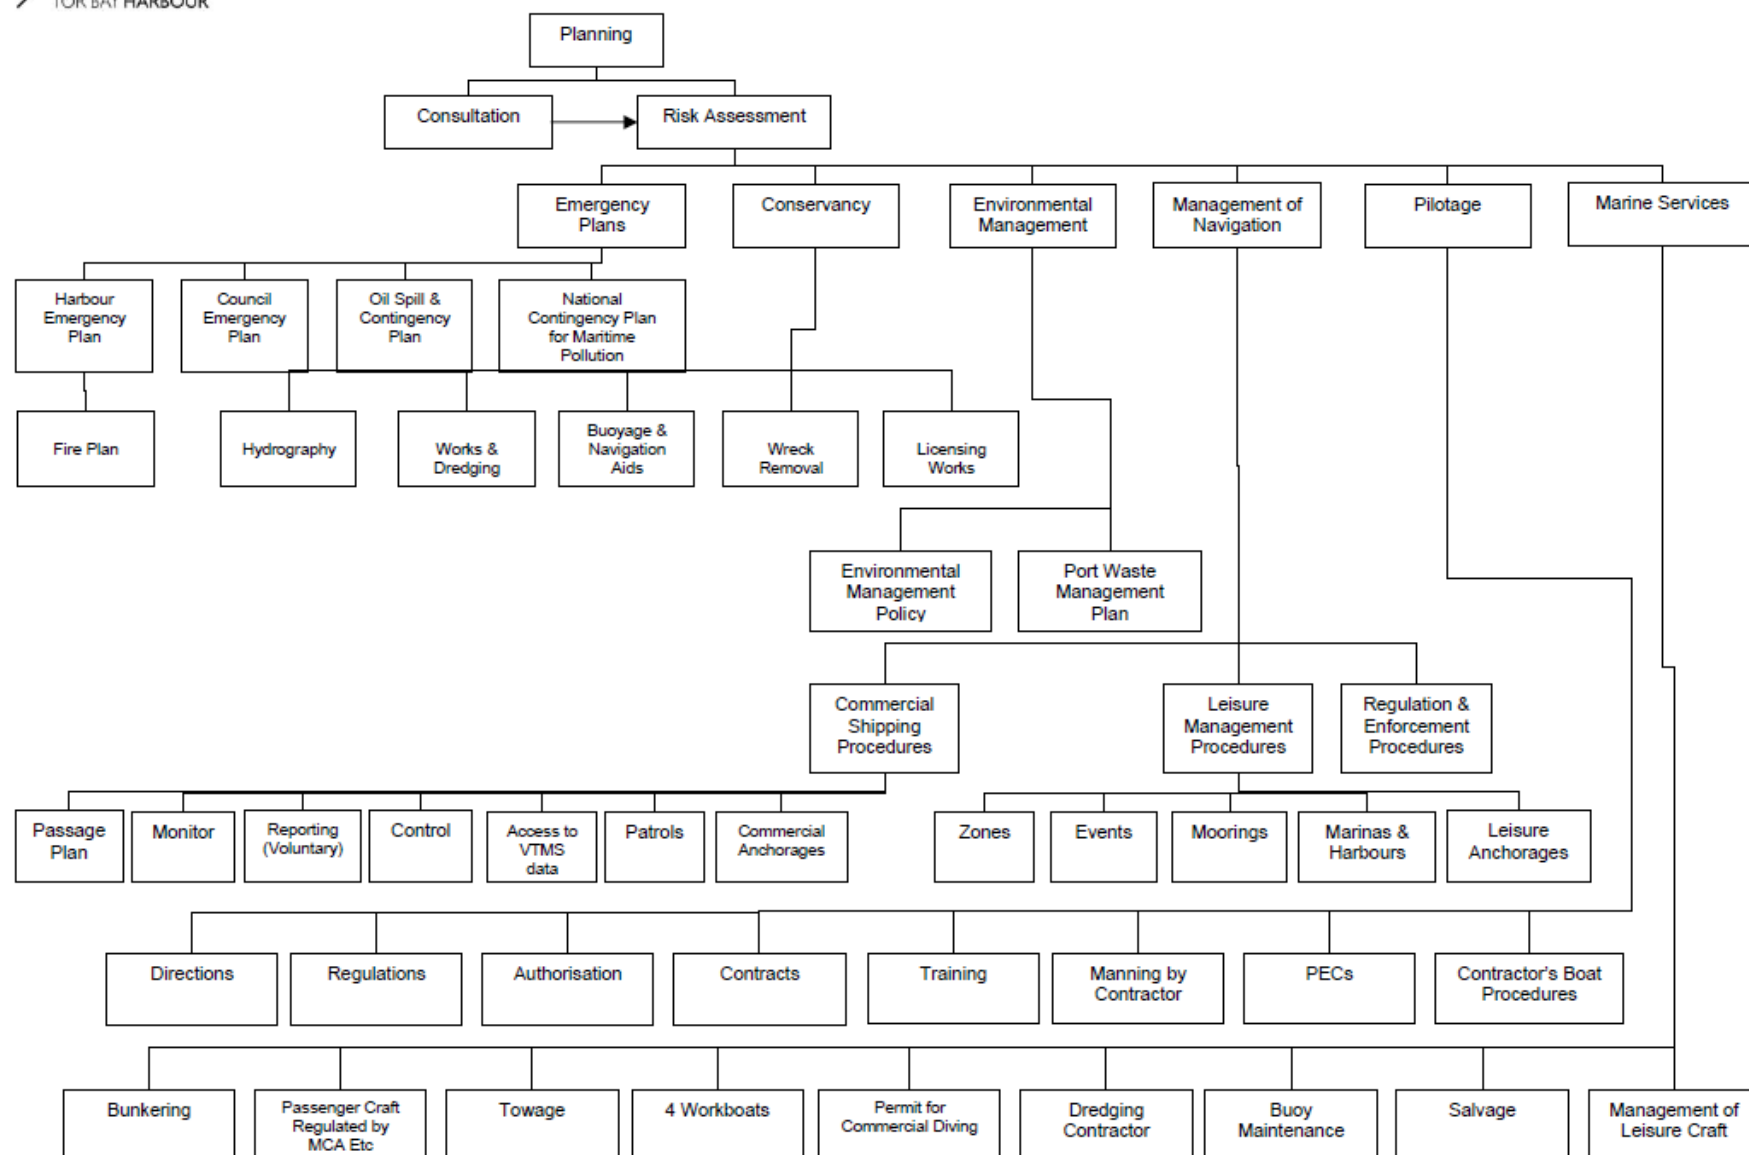 TOR BAY HARBOUR
Planning
Consultation
Risk Assessment
Emergency
Plans
Conservancy
Environmental
Management
Management of
Navigation
Pilotage
Marine Services
Harbour
Emergency
Plan
Council
Emergency
Plan
Oil Spill &
Contingency
Plan
National
Contingency Plan
for Maritime
Pollution
Fire Plan
Hydrography
Works &
Dredging
Buoyage &
Navigation
Aids
Wreck
Removal
Licensing
Works
Environmental
Management
Policy
Port Waste
Management
Plan
Commercial
Shipping
Procedures
Leisure
Management
Procedures
Regulation &
Enforcement
Procedures
Passage
Plan
Monitor
Reporting
(Voluntary)
Control
Access to
VTMS
data
Patrols
Commercial
Anchorages
Zones
Events
Moorings
Marinas &
Harbours
Leisure
Anchorages
Directions
Regulations
Authorisation
Contracts
Training
Manning by
Contractor
PECs
Contractor's Boat
Procedures
Bunkering
Passenger Craft
Regulated by
MCA Etc
Towage
4 Workboats
Permit for
Commercial Diving
Dredging
Contractor
Buoy
Maintenance
Salvage
Management of
Leisure Craft